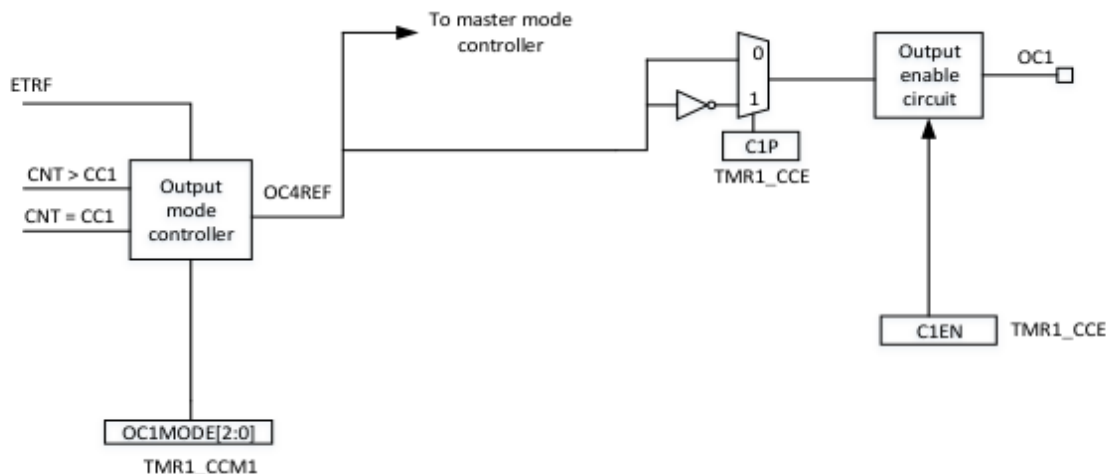 To master mode
controller
ETRF
CNT > CC1
CNT = CC1
Output
mode
controller
OC4REF
0
1
C1P
TMR1_CCE
Output
enable
circuit
OC1
C1EN
TMR1_CCE
OC1MODE[2:0]
TMR1_CCM1